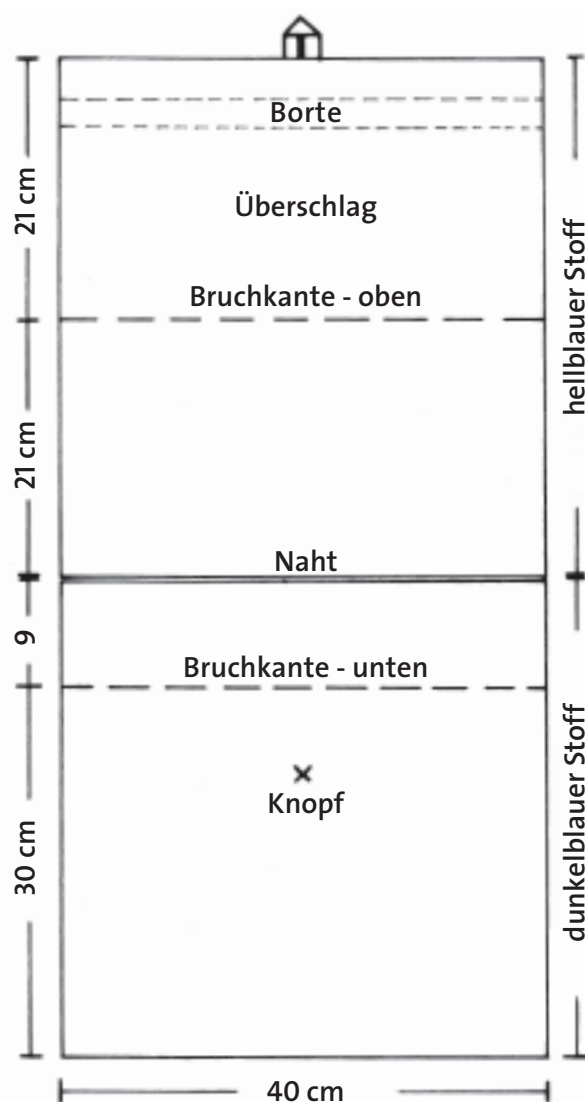 Borte
21 cm
Überschlag
hellblauer Stoff
Bruchkante - oben
21 cm
Naht
9
Bruchkante - unten
dunkelblauer Stoff
Knopf
30 cm
40 cm